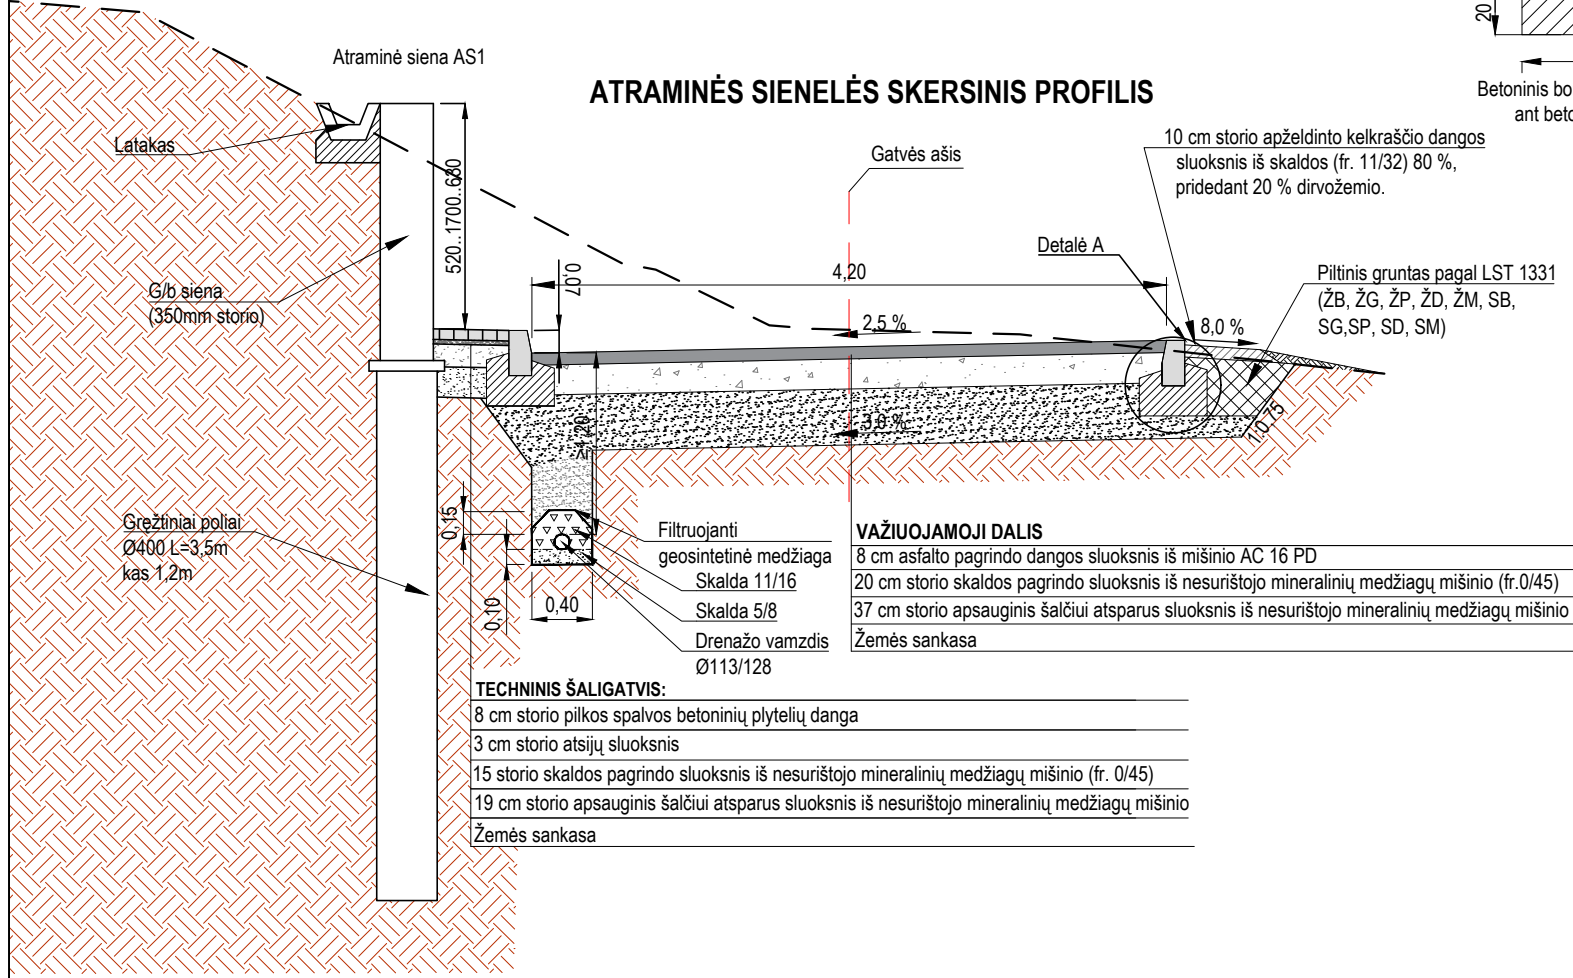 Atraminė siena AS1
ATRAMINĖS SIENELĖS SKERSINIS PROFILIS
20
Betoninis bo
ant beto
Latakas
520..1700..680
Gatvės ašis
10 cm storio apželdinto kelkraščio dangos
sluoksnis iš skaldos (fr. 11/32) 80 %,
pridedant 20 % dirvožemio.
Detalė A
Piltinis gruntas pagal LST 1331
(ŽB, ŽG, ŽP, ŽD, ŽM, SB,
SG,SP, SD, SM)
G/b siena
(350mm storio)
0,07
4,20
2,5 %
8,0 %
3,0 %
≥1,20
1:0,75
Gręžtiniai poliai
Ø400 L=3,5m
kas 1,2m
0,15
0,10
0,40
Filtruojanti
geosintetinė medžiaga
Skalda 11/16
Skalda 5/8
Drenažo vamzdis
Ø113/128
VAŽIUOJAMOJI DALIS
8 cm asfalto pagrindo dangos sluoksnis iš mišinio AC 16 PD
20 cm storio skaldos pagrindo sluoksnis iš nesurištojo mineralinių medžiagų mišinio (fr.0/45)
37 cm storio apsauginis šalčiui atsparus sluoksnis iš nesurištojo mineralinių medžiagų mišinio
Žemės sankasa
TECHNINIS ŠALIGATVIS:
8 cm storio pilkos spalvos betoninių plytelių danga
3 cm storio atsijų sluoksnis
15 storio skaldos pagrindo sluoksnis iš nesurištojo mineralinių medžiagų mišinio (fr. 0/45)
19 cm storio apsauginis šalčiui atsparus sluoksnis iš nesurištojo mineralinių medžiagų mišinio
Žemės sankasa